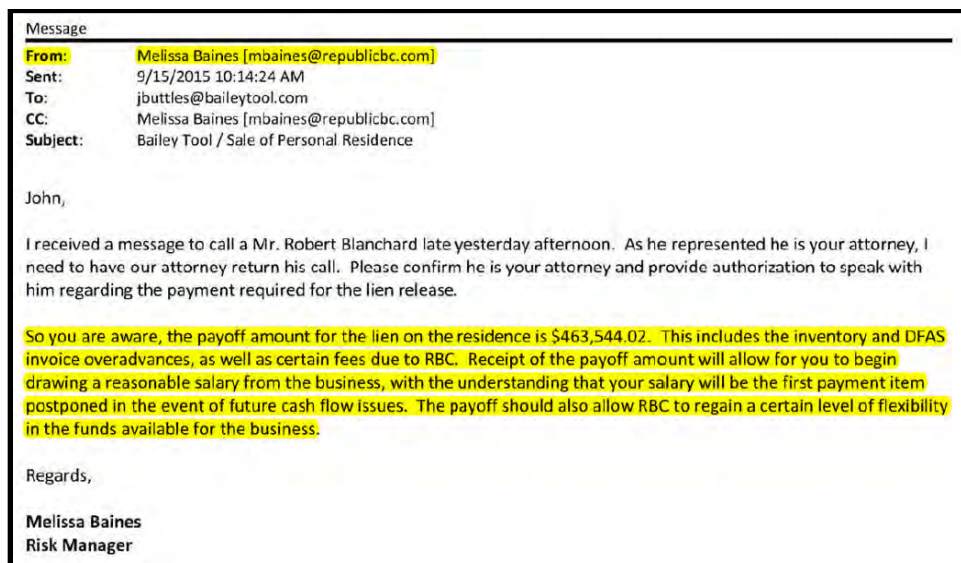 Message
From: Melissa Baines [mbaines@republicbc.com]
Sent: 9/15/2015 10:14:24 AM
To: jbuttles@baileytool.com
CC: Melissa Baines [mbaines@republicbc.com]
Subject: Bailey Tool / Sale of Personal Residence
John,
I received a message to call a Mr. Robert Blanchard late yesterday afternoon. As he represented he is your attorney, I
need to have our attorney return his call. Please confirm he is your attorney and provide authorization to speak with
him regarding the payment required for the lien release.
So you are aware, the payoff amount for the lien on the residence is $463,544.02. This includes the inventory and DFAS
invoice overadvances, as well as certain fees due to RBC. Receipt of the payoff amount will allow for you to begin
drawing a reasonable salary from the business, with the understanding that your salary will be the first payment item
postponed in the event of future cash flow issues. The payoff should also allow RBC to regain a certain level of flexibility
in the funds available for the business.
Regards,
Melissa Baines
Risk Manager